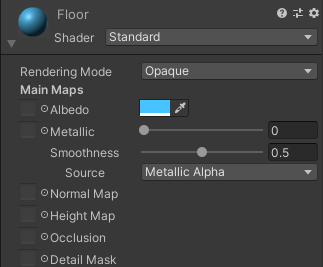 Floor
Shader Standard
Rendering Mode Opaque
Main Maps
Albedo
Metallic 0
Smoothness 0.5
Source Metallic Alpha
Normal Map
Height Map
Occlusion
Detail Mask